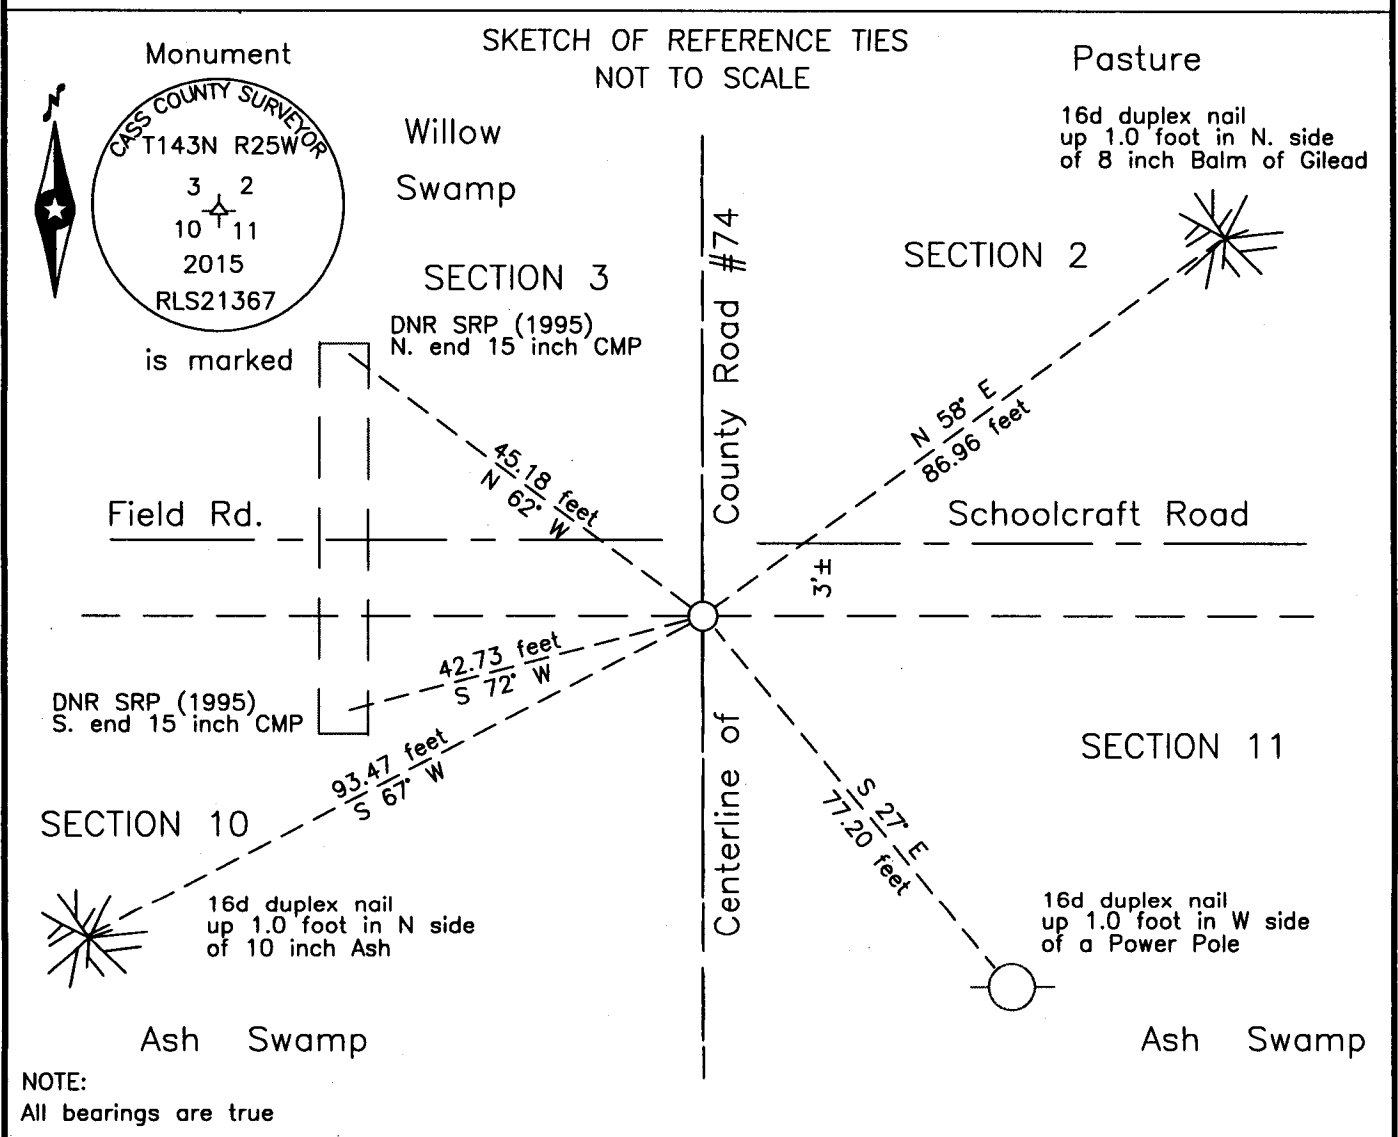 SKETCH OF REFERENCE TIES
NOT TO SCALE
Monument
N
CASS COUNTY SURVEYOR
T143N R25W
3 2
10 11
2015
RLS21367
is marked
Willow
Swamp
SECTION 3
DNR SRP (1995)
N. end 15 inch CMP
Pasture
16d duplex nail
up 1.0 foot in N. side
of 8 inch Balm of Gilead
SECTION 2
County Road #74
N 58° E
86.96 feet
45.18 feet
N 62° W
Field Rd.
Schoolcraft Road
3'±
42.73 feet
S 72° W
DNR SRP (1995)
S. end 15 inch CMP
93.47 feet
S 67° W
SECTION 10
Centerline of
S 27° E
77.20 feet
SECTION 11
16d duplex nail
up 1.0 foot in N side
of 10 inch Ash
16d duplex nail
up 1.0 foot in W side
of a Power Pole
Ash Swamp
Ash Swamp
NOTE:
All bearings are true